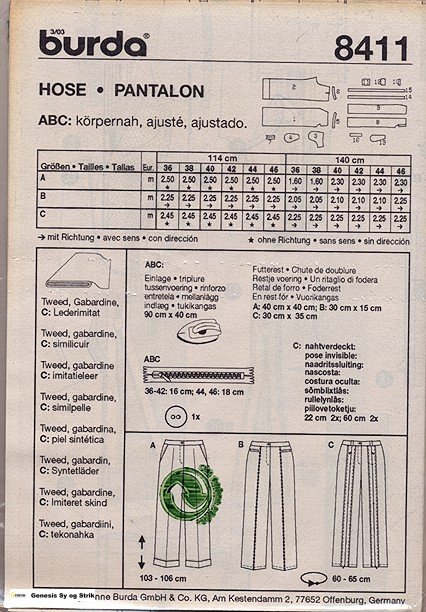 3/03
burda® 8411
HOSE • PANTALON
ABC: körpernah, ajusté, ajustado.
114 cm 140 cm
Größen • Tailles • Tallas Eur. 36 38 40 42 44 46 36 38 40 42 44 46
A m 2.50 2.50 2.50 2.50 2.50 2.50 1,60 1,60 2.30 2.30 2.30 2.30
B m 2.25 2.25 2.25 2.25 2.25 2.25 2.05 2.05 2.10 2.10 2.10 2.25
C m 2.45 2.45 2.45 2.45 2.45 2.45 2.05 2.25 2.25 2.25 2.25 2.25
→ mit Richtung • avec sens • con dirección ★ ohne Richtung • sans sens • sin dirección
Tweed, Gabardine,
C: Lederimitat
Tweed, gabardine,
C: similicuir
Tweed, gabardine
C: imitatieleer
Tweed, gabardine,
C: similpelle
Tweed, gabardina,
C: piel sintética
Tweed, gabardin,
C: Syntetläder
Tweed, gabardine,
C: Imiteret skind
Tweed, gabardiini,
C: tekonahka
ABC:
Einlage • triplure
tussenvoering • rinforzo
entretela • mellanlägg
indlæg • tukikangas
90 cm x 40 cm
Futterrest • Chute de doublure
Restje voering • Un ritaglio di fodera
Retal de forro • Foderrest
En rest för • Vuorikangas
A: 40 cm x 40 cm; B: 30 cm x 15 cm
C: 30 cm x 35 cm
ABC
36-42: 16 cm; 44, 46: 18 cm
1x
C: nahtverdeckt:
pose invisible:
naadritssluiting:
nascosta:
costura oculta:
sömblixtlås:
rullelynlås:
piilovetoketju:
22 cm 2x; 60 cm 2x
A B C
103 - 106 cm 60 - 65 cm
Genesis Sy og Strik
Anne Burda GmbH & Co. KG, Am Kestendamm 2, 77652 Offenburg, Germany